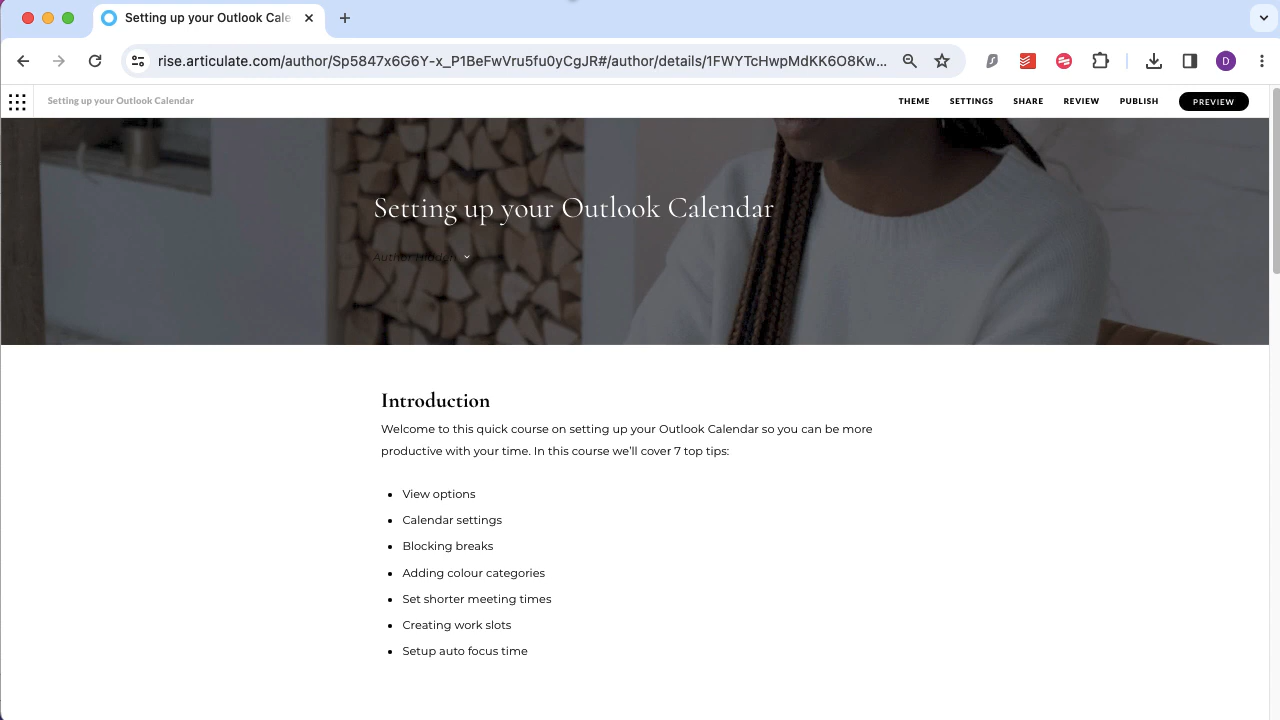 Setting up your Outlook Cale
rise.articulate.com/author/Sp5847x6G6Y-x_P1BeFwVru5fu0yCgJR#/author/details/1FWYTcHwpMdKK6O8Kw...
D
Setting up your Outlook Calendar
THEME SETTINGS SHARE REVIEW PUBLISH PREVIEW
Setting up your Outlook Calendar
Author hidden
Introduction
Welcome to this quick course on setting up your Outlook Calendar so you can be more
productive with your time. In this course we'll cover 7 top tips:
View options
Calendar settings
Blocking breaks
Adding colour categories
Set shorter meeting times
Creating work slots
Setup auto focus time